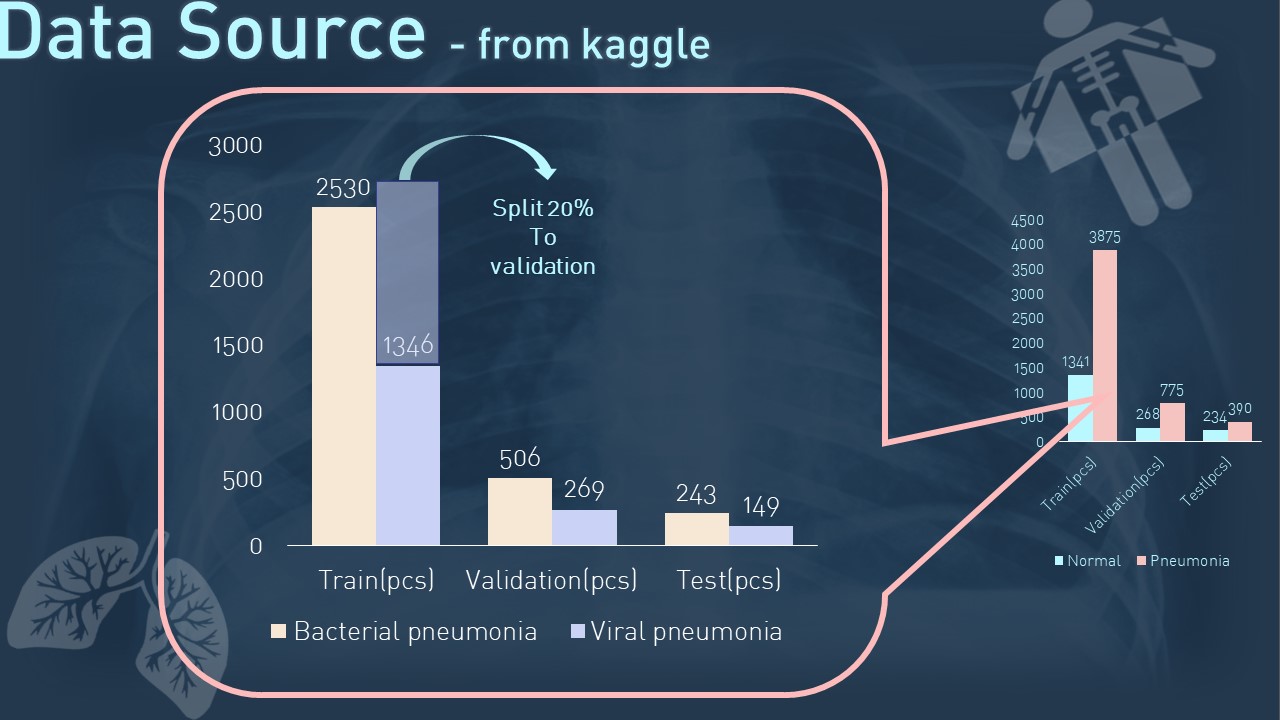 Data Source - from kaggle
3000
2500
2000
1500
1000
500
0
2530
1346
506
269
243
149
Split 20%
To
validation
Train(pcs) Validation(pcs) Test(pcs)
Bacterial pneumonia Viral pneumonia
4500
4000
3500
3000
2500
2000
1500
1000
500
0
1341
3875
268
775
234
390
Train(pcs)
Validation(pcs)
Test(pcs)
Normal Pneumonia